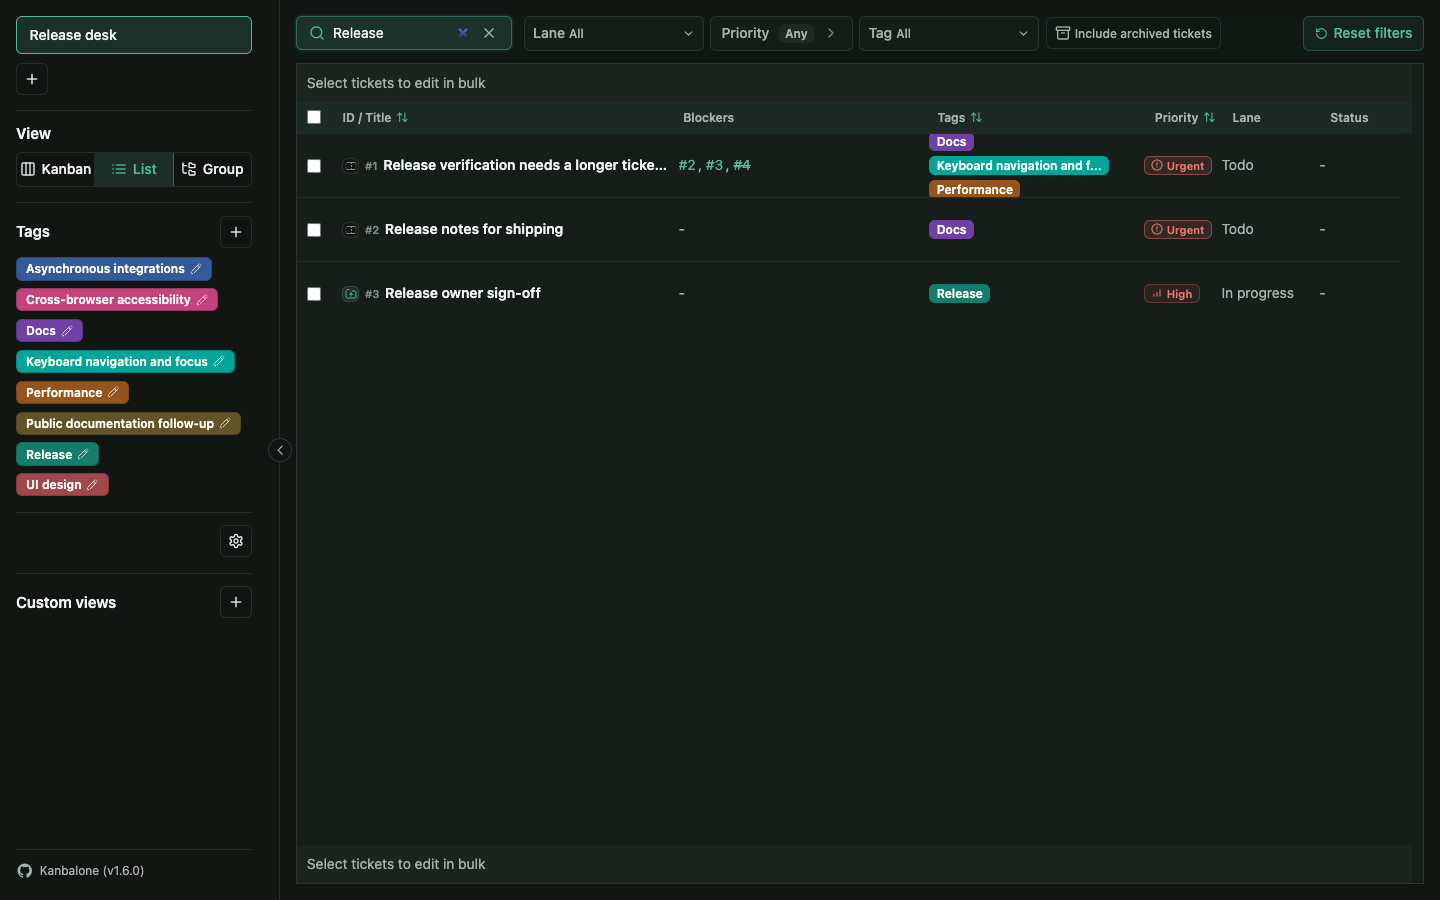 Release desk
View
Kanban
List
Group
Tags
Asynchronous integrations
Cross-browser accessibility
Docs
Keyboard navigation and focus
Performance
Public documentation follow-up
Release
UI design
Custom views
Kanbalone (v1.6.0)
Release
Lane All
Priority Any
Tag All
Include archived tickets
Reset filters
Select tickets to edit in bulk
ID / Title
Blockers
Tags
Priority
Lane
Status
#1 Release verification needs a longer ticke... #2, #3, #4
Docs
Keyboard navigation and f...
Performance
Urgent Todo -
#2 Release notes for shipping - Docs Urgent Todo -
#3 Release owner sign-off - Release High In progress -
Select tickets to edit in bulk